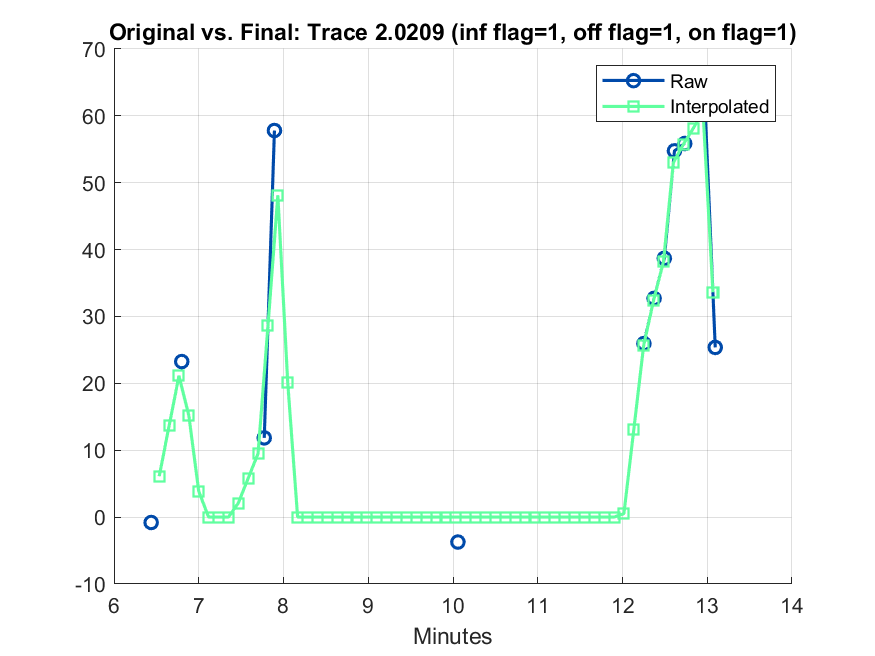 Original vs. Final: Trace 2.0209 (inf flag=1, off flag=1, on flag=1)
70
60
50
40
30
20
10
0
-10
Raw
Interpolated
6 7 8 9 10 11 12 13 14
Minutes